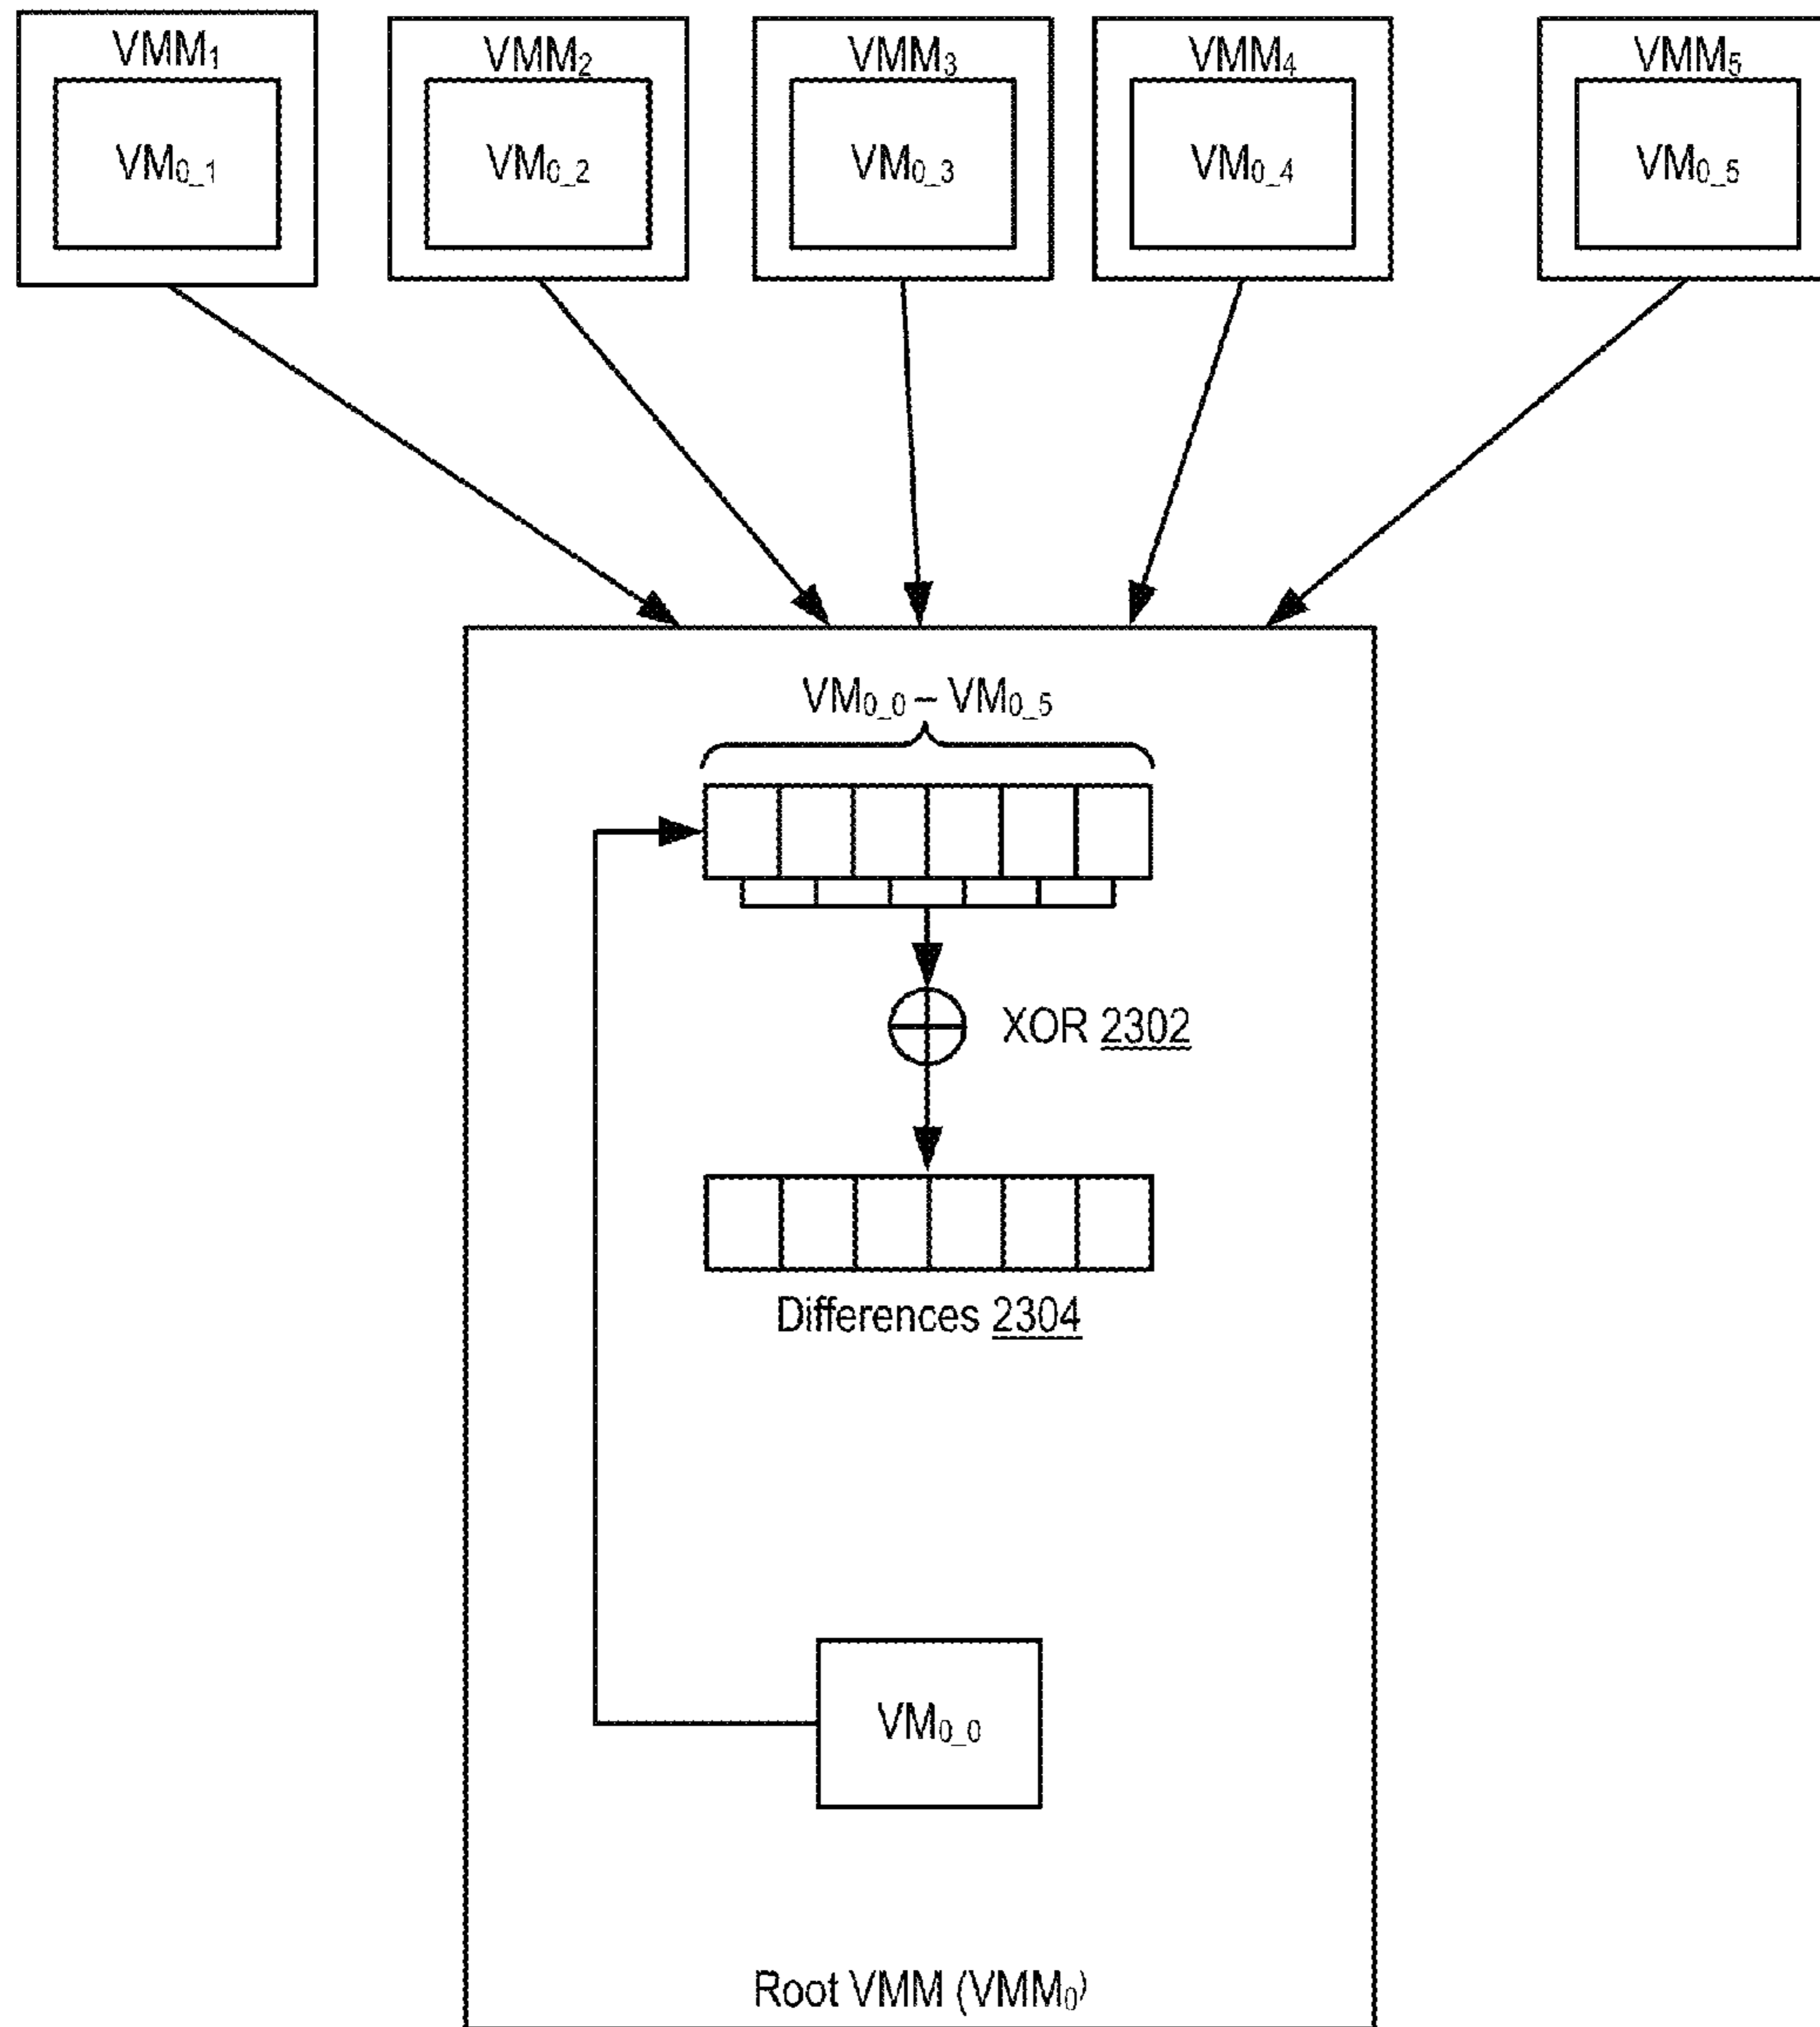 VMM₁ VMM₂ VMM₃ VMM₄ VMM₅
VM₀_₁ VM₀_₂ VM₀_₃ VM₀_₄ VM₀_₅
VM₀_₀ – VM₀_₅
XOR 2302
Differences 2304
VM₀_₀
Root VMM (VMM₀)